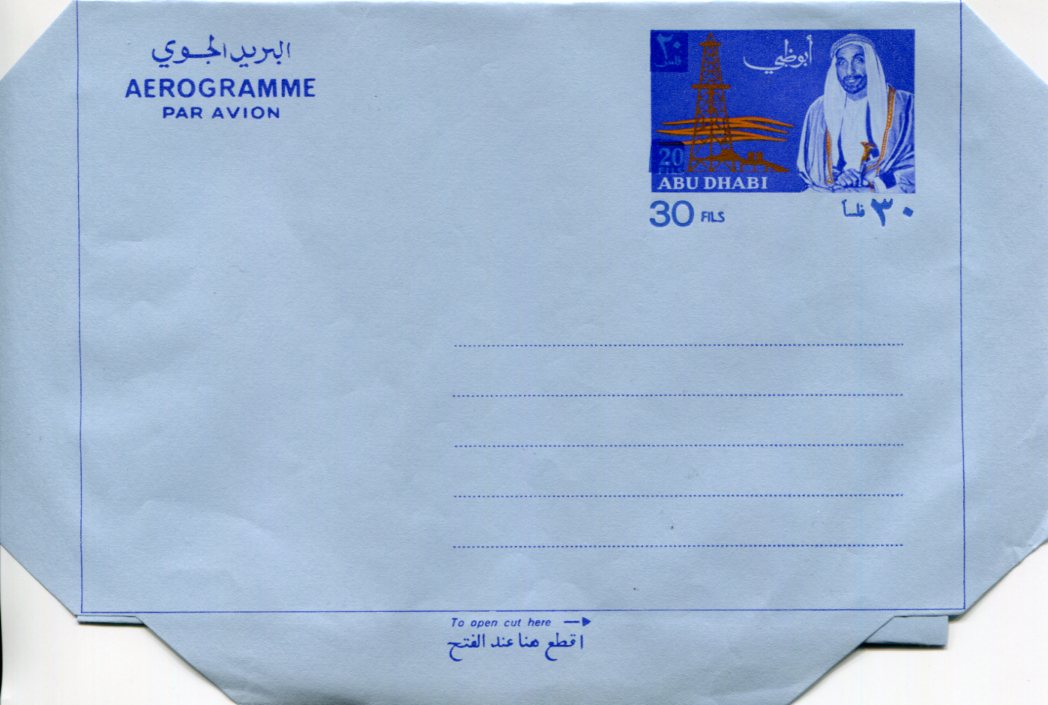 البريد الجوي
AEROGRAMME
PAR AVION
٢٠
فلس
أبوظبي
20
ABU DHABI
30 FILS
٣٠ فلساً
To open cut here
اقطع هنا عند الفتح